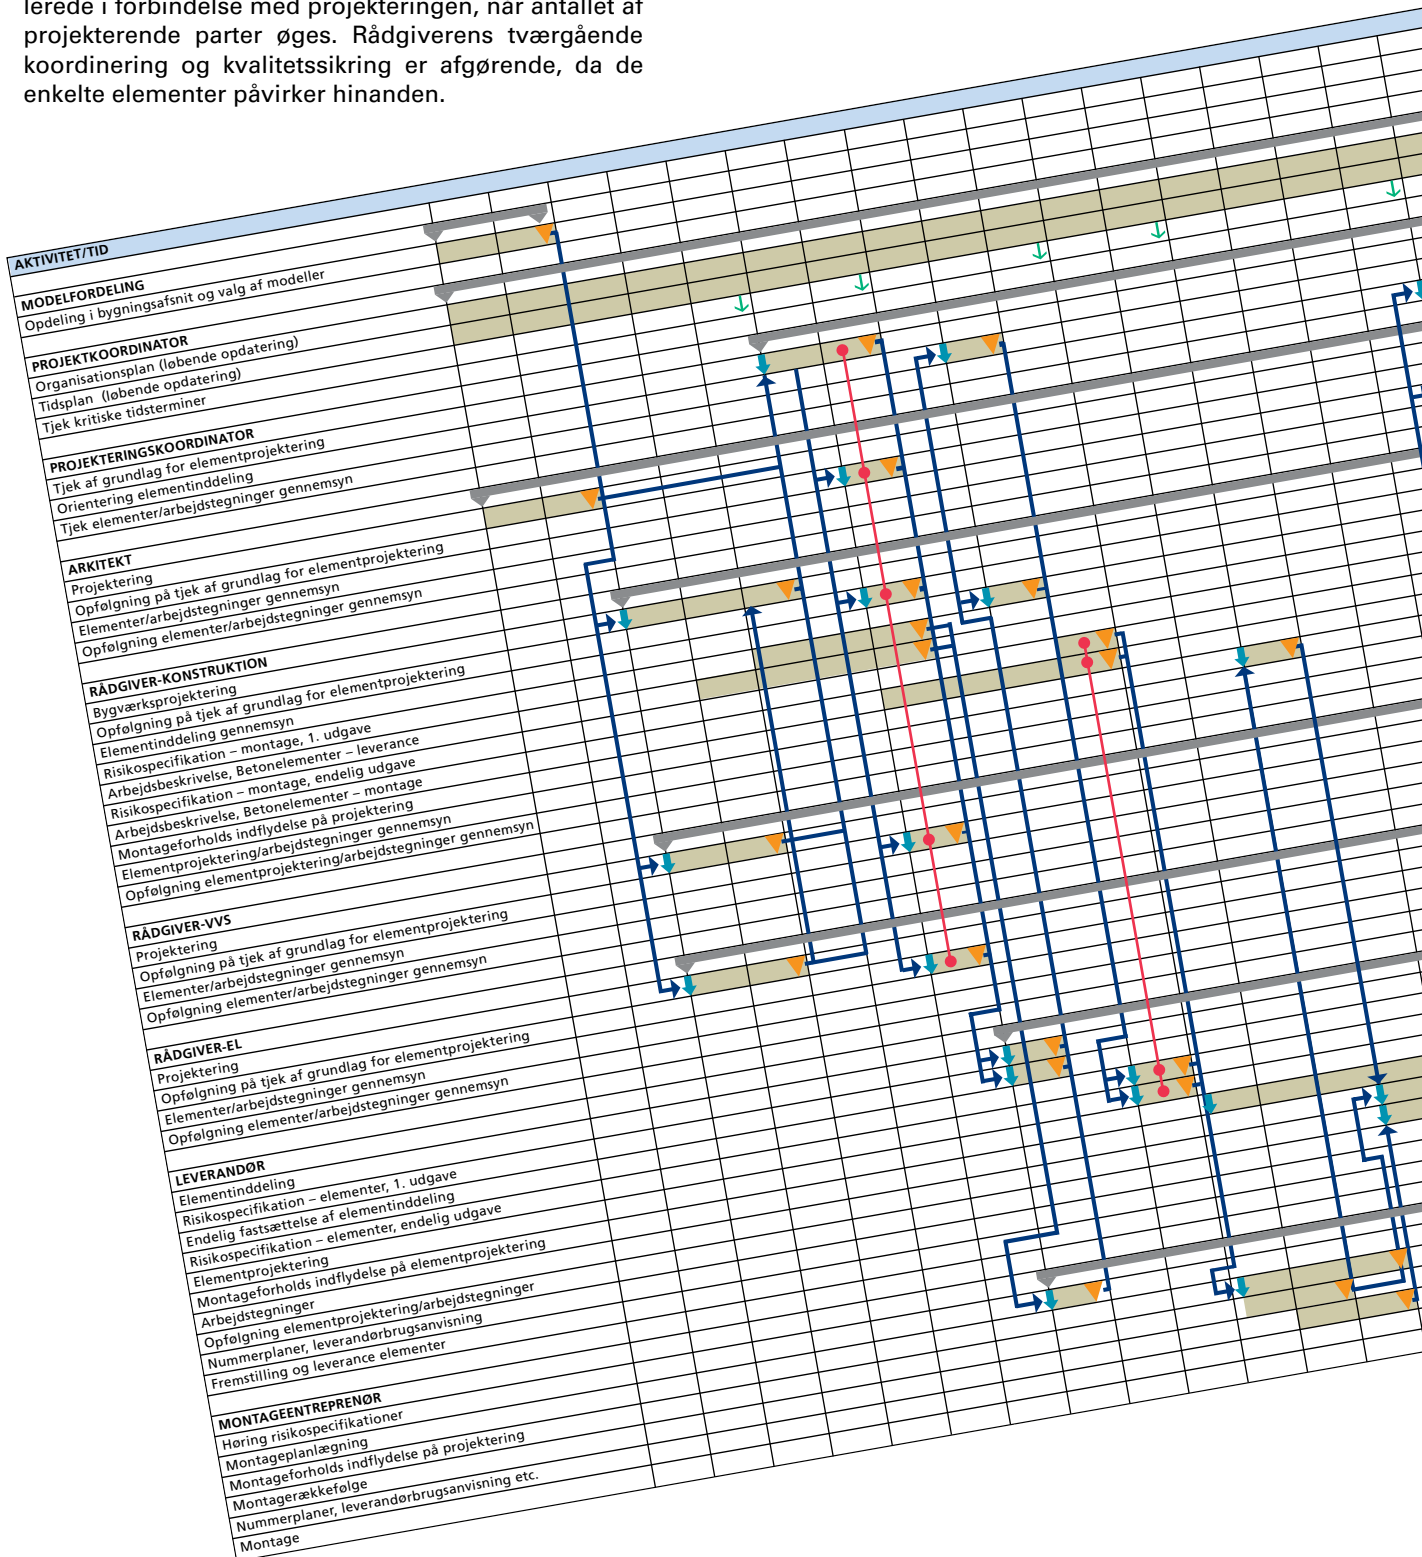 lerede i forbindelse med projekteringen, når antallet af
projekterende parter øges. Rådgiverens tværgående
koordinering og kvalitetssikring er afgørende, da de
enkelte elementer påvirker hinanden.
AKTIVITET/TID
MODELFORDELING
Opdeling i bygningsafsnit og valg af modeller
PROJEKTKOORDINATOR
Organisationsplan (løbende opdatering)
Tidsplan (løbende opdatering)
Tjek kritiske tidsterminer
PROJEKTERINGSKOORDINATOR
Tjek af grundlag for elementprojektering
Orientering elementinddeling
Tjek elementer/arbejdstegninger gennemsyn
ARKITEKT
Projektering
Opfølgning på tjek af grundlag for elementprojektering
Elementer/arbejdstegninger gennemsyn
Opfølgning elementer/arbejdstegninger gennemsyn
RÅDGIVER-KONSTRUKTION
Bygværksprojektering
Opfølgning på tjek af grundlag for elementprojektering
Elementinddeling gennemsyn
Risikospecifikation – montage, 1. udgave
Arbejdsbeskrivelse, Betonelementer – leverance
Risikospecifikation – montage, endelig udgave
Arbejdsbeskrivelse, Betonelementer – montage
Montageforholds indflydelse på projektering
Elementprojektering/arbejdstegninger gennemsyn
Opfølgning elementprojektering/arbejdstegninger gennemsyn
RÅDGIVER-VVS
Projektering
Opfølgning på tjek af grundlag for elementprojektering
Elementer/arbejdstegninger gennemsyn
Opfølgning elementer/arbejdstegninger gennemsyn
RÅDGIVER-EL
Projektering
Opfølgning på tjek af grundlag for elementprojektering
Elementer/arbejdstegninger gennemsyn
Opfølgning elementer/arbejdstegninger gennemsyn
LEVERANDØR
Elementinddeling
Risikospecifikation – elementer, 1. udgave
Endelig fastsættelse af elementinddeling
Risikospecifikation – elementer, endelig udgave
Elementprojektering
Montageforholds indflydelse på elementprojektering
Arbejdstegninger
Opfølgning elementprojektering/arbejdstegninger
Nummerplaner, leverandørbrugsanvisning
Fremstilling og leverance elementer
MONTAGEENTREPRENØR
Høring risikospecifikationer
Montageplanlægning
Montageforholds indflydelse på projektering
Montagerækkefølge
Nummerplaner, leverandørbrugsanvisning etc.
Montage